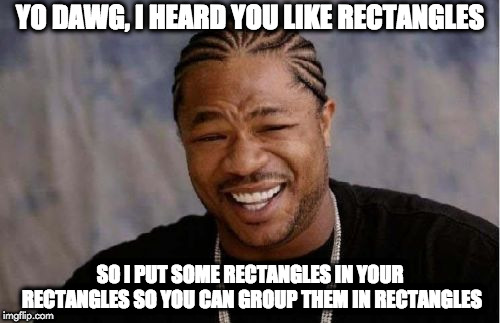 YO DAWG, I HEARD YOU LIKE RECTANGLES
SO I PUT SOME RECTANGLES IN YOUR
RECTANGLES SO YOU CAN GROUP THEM IN RECTANGLES
imgflip.com